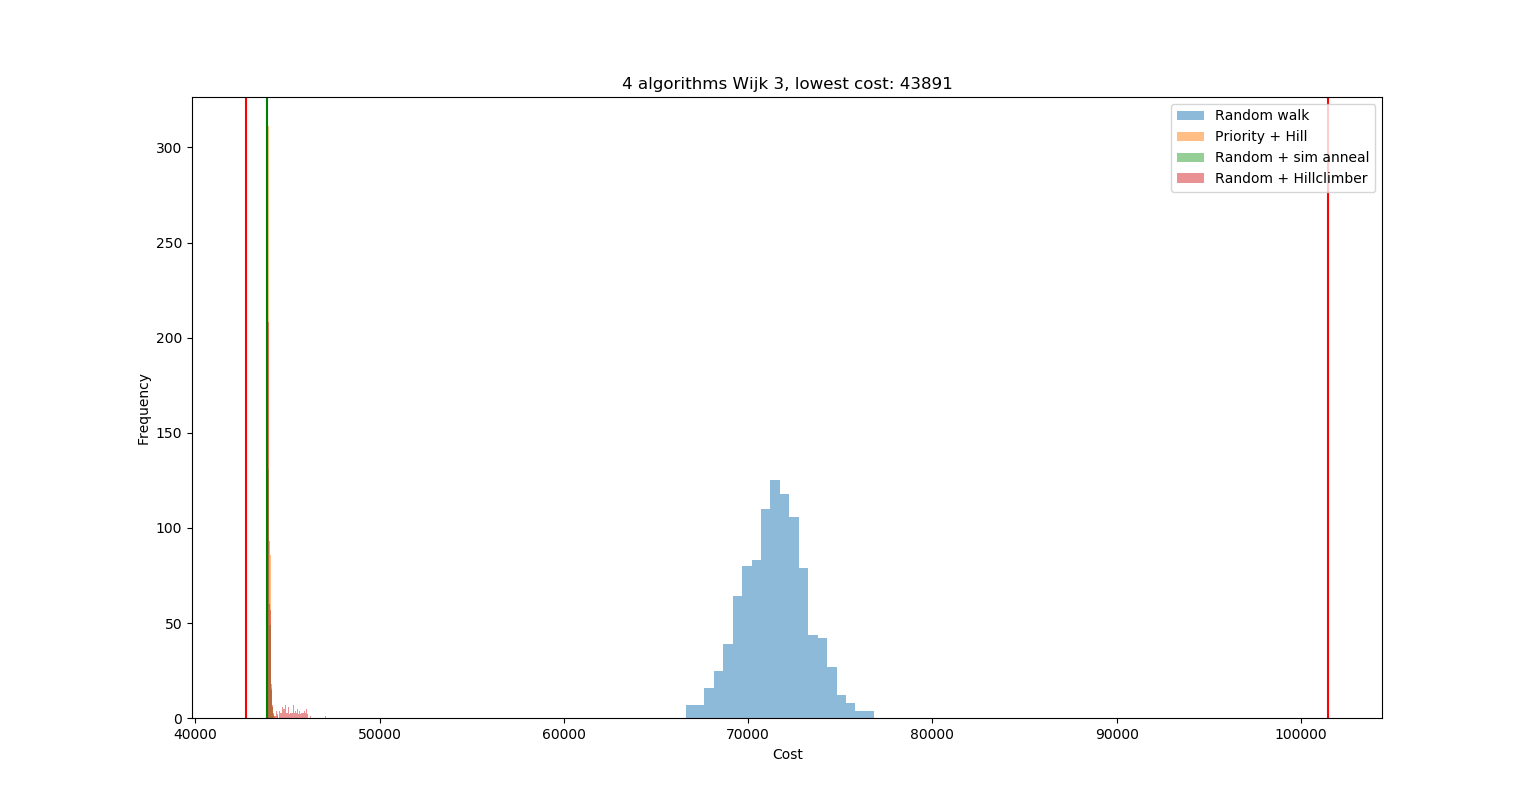 4 algorithms Wijk 3, lowest cost: 43891
Random walk
Priority + Hill
Random + sim anneal
Random + Hillclimber
300
250
200
150
100
50
0
Frequency
40000 50000 60000 70000 80000 90000 100000
Cost